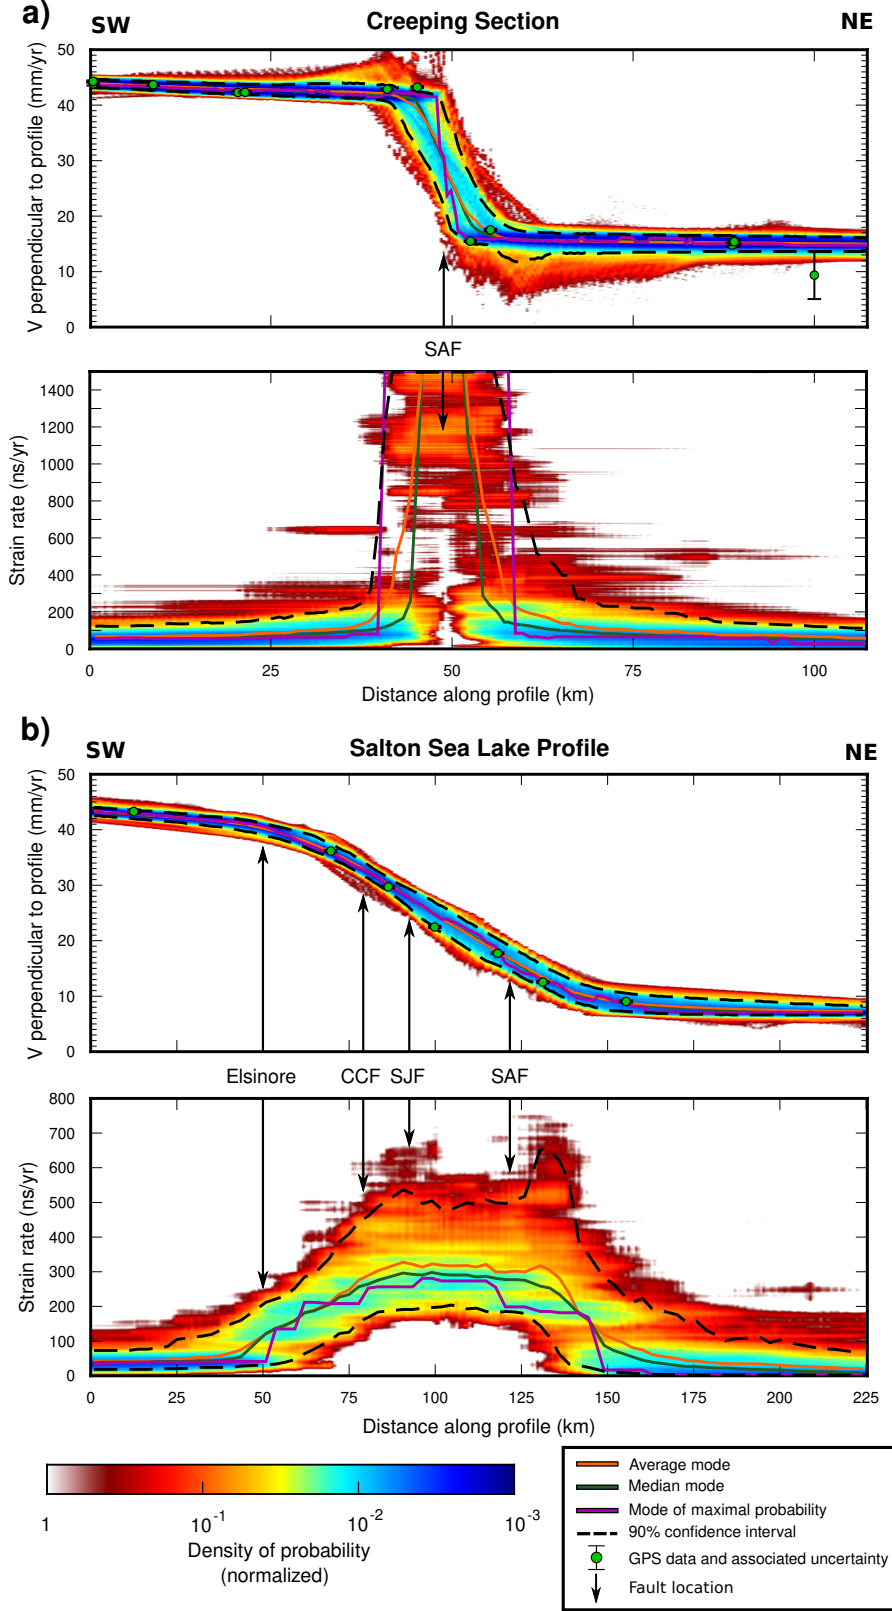 a)
SW
Creeping Section
NE
V perpendicular to profile (mm/yr)
50
40
30
20
10
0
SAF
Strain rate (ns/yr)
1400
1200
1000
800
600
400
200
0
0
25
50
75
100
Distance along profile (km)
b)
SW
Salton Sea Lake Profile
NE
V perpendicular to profile (mm/yr)
50
40
30
20
10
0
Elsinore
CCF
SJF
SAF
Strain rate (ns/yr)
800
700
600
500
400
300
200
100
0
0
25
50
75
100
125
150
175
200
225
Distance along profile (km)
1
10-1
10-2
10-3
Density of probability
(normalized)
Average mode
Median mode
Mode of maximal probability
90% confidence interval
GPS data and associated uncertainty
Fault location